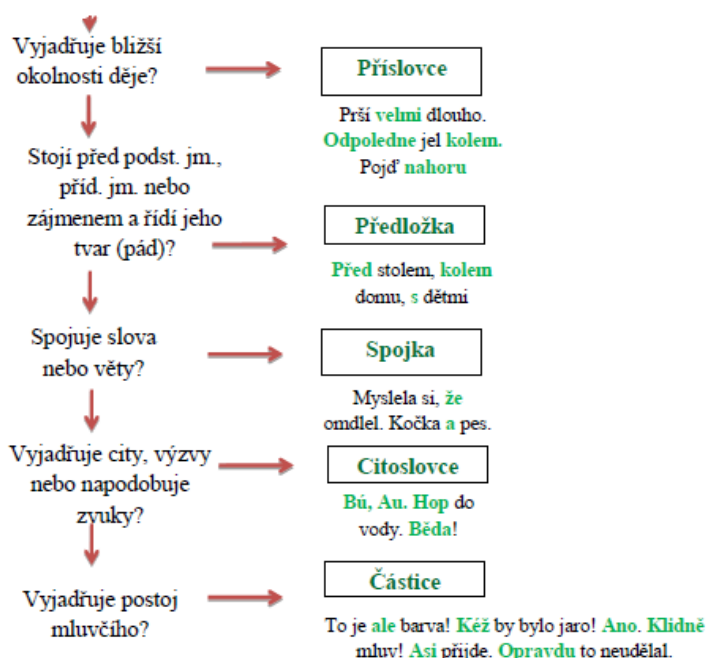 Vyjadřuje bližší
okolnosti děje?
Příslovce
Prší velmi dlouho.
Odpoledne jel kolem.
Pojď nahoru
Stojí před podst. jm.,
příd. jm. nebo
zájmenem a řídí jeho
tvar (pád)?
Předložka
Před stolem, kolem
domu, s dětmi
Spojuje slova
nebo věty?
Spojka
Myslela si, že
omdlel. Kočka a pes.
Vyjadřuje city, výzvy
nebo napodobuje
zvuky?
Citoslovce
Bú, Au. Hop do
vody. Běda!
Vyjadřuje postoj
mluvčího?
Částice
To je ale barva! Kéž by bylo jaro! Ano. Klidně
mluv! Asi přijde. Opravdu to neudělal.